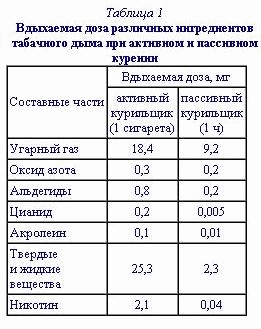 Таблица 1
Вдыхаемая доза различных ингредиентов
табачного дыма при активном и пассивном
курении
Составные части
Вдыхаемая доза, мг
активный курильщик (1 сигарета)
пассивный курильщик (1 ч)
Угарный газ 18,4 9,2
Оксид азота 0,3 0,2
Альдегиды 0,8 0,2
Цианид 0,2 0,005
Акролеин 0,1 0,01
Твердые
и жидкие
вещества 25,3 2,3
Никотин 2,1 0,04